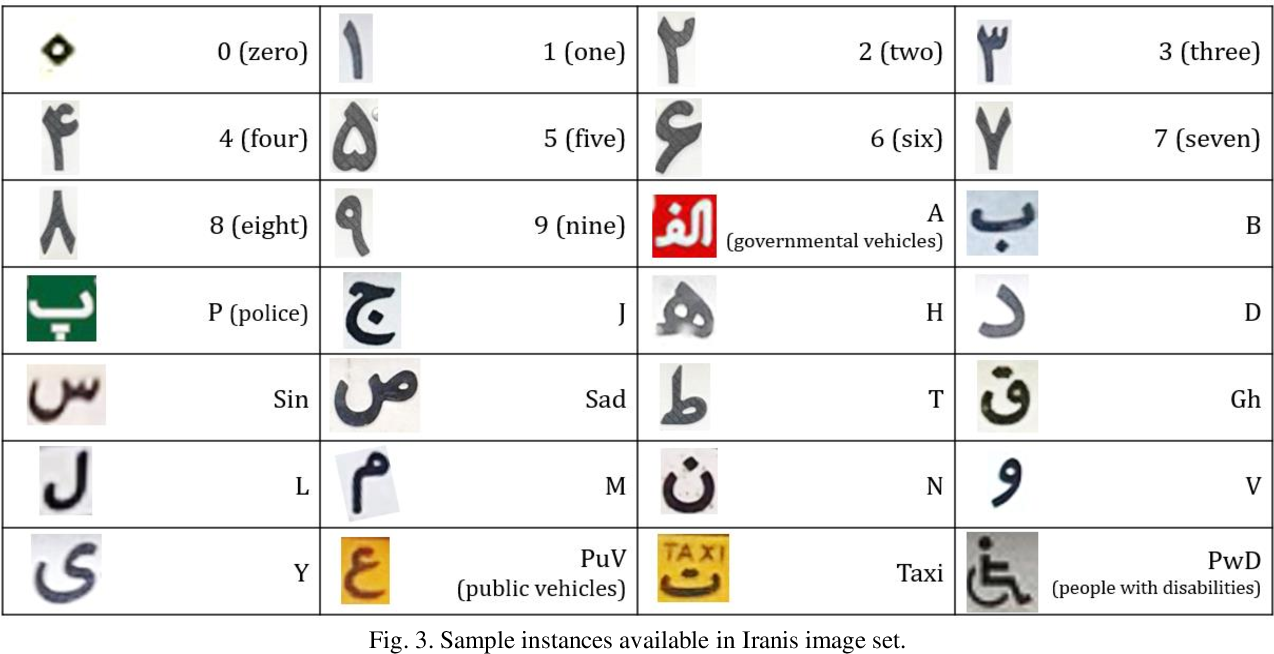 ۰ 0 (zero)
۱ 1 (one)
۲ 2 (two)
۳ 3 (three)
۴ 4 (four)
۵ 5 (five)
۶ 6 (six)
۷ 7 (seven)
۸ 8 (eight)
۹ 9 (nine)
الف A
(governmental vehicles)
ب B
پ P (police)
ج J
ه‍ H
د D
س Sin
ص Sad
ط T
ق Gh
ل L
م M
ن N
و V
ی Y
ع PuV
(public vehicles)
TAXI
ت Taxi
PwD
(people with disabilities)
Fig. 3. Sample instances available in Iranis image set.